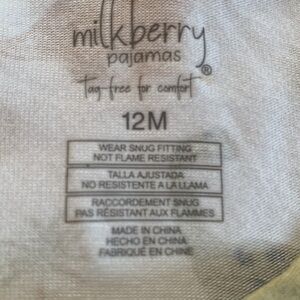 milkberry
pajamas
®
tag-free for comfort
12M
WEAR SNUG FITTING
NOT FLAME RESISTANT
TALLA AJUSTADA
NO RESISTENTE A LA LLAMA
RACCORDEMENT SNUG
PAS RÉSISTANT AUX FLAMMES
MADE IN CHINA
HECHO EN CHINA
FABRIQUÉ EN CHINE